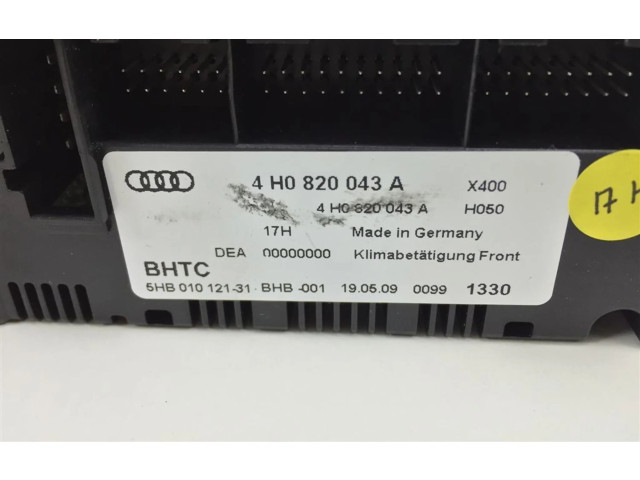 4 H0 820 043 A X400
4 H0 820 043 A H050
17H Made in Germany
DEA 00000000 Klimabetätigung Front
BHTC
5HB 010 121-31 BHB -001 19.05.09 0099 1330
17 H